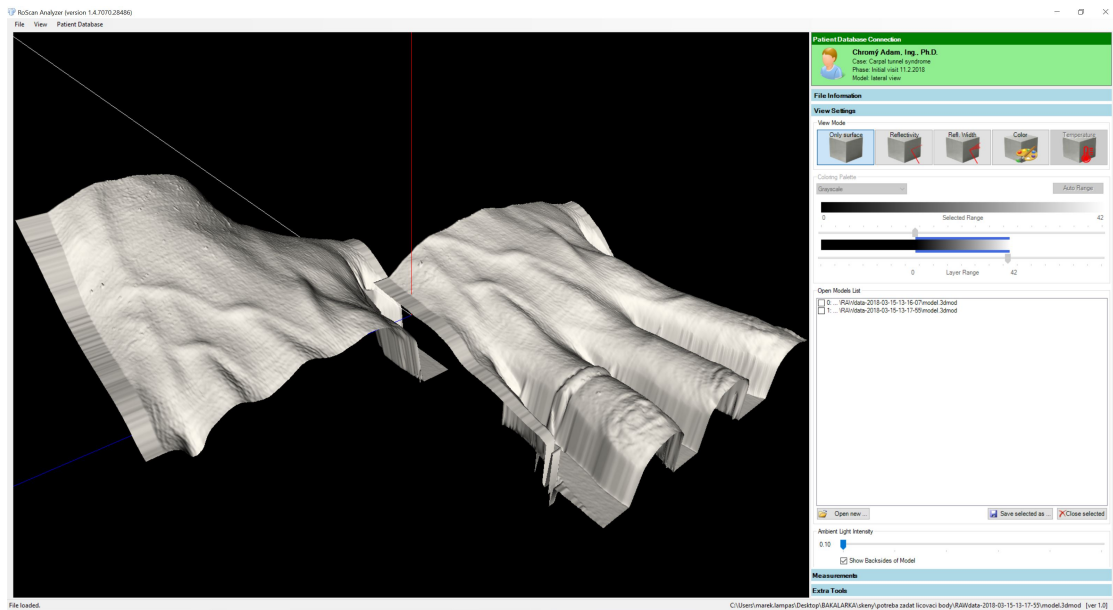 RoScan Analyzer (version 1.4.7070.28486)
File View Patient Database
Patient Database Connection
Chromý Adam, Ing., Ph.D.
Case: Carpal tunnel syndrome
Phase: Initial visit 11.2.2018
Model: lateral view
File Information
View Settings
View Mode
Only surface Reflectivity Refl. Width Color Temperature
Coloring Palette
Grayscale Auto Range
0 Selected Range 42
0 Layer Range 42
Open Models List
0: ... \RAWdata-2018-03-15-13-16-07\model.3dmod
1: ... \RAWdata-2018-03-15-13-17-55\model.3dmod
Open new ... Save selected as ... Close selected
Ambient Light Intensity
0.10
Show Backsides of Model
Measurements
Extra Tools
File loaded. C:\Users\marek.lampas\Desktop\BAKALARKA\skeny\potreba zadat licovaci body\RAWdata-2018-03-15-13-17-55\model.3dmod [ver 1.0]